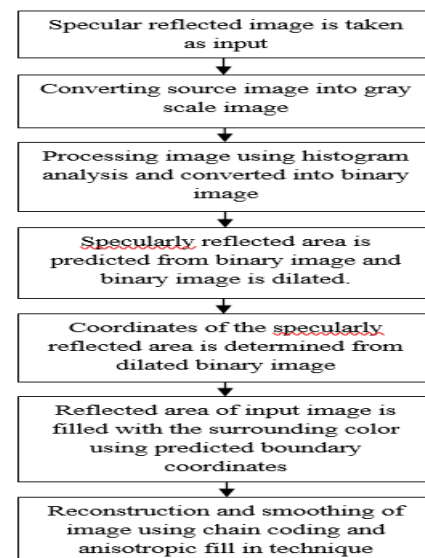 Specular reflected image is taken
as input
Converting source image into gray
scale image
Processing image using histogram
analysis and converted into binary
image
Specularly reflected area is
predicted from binary image and
binary image is dilated.
Coordinates of the specularly
reflected area is determined from
dilated binary image
Reflected area of input image is
filled with the surrounding color
using predicted boundary
coordinates
Reconstruction and smoothing of
image using chain coding and
anisotropic fill in technique